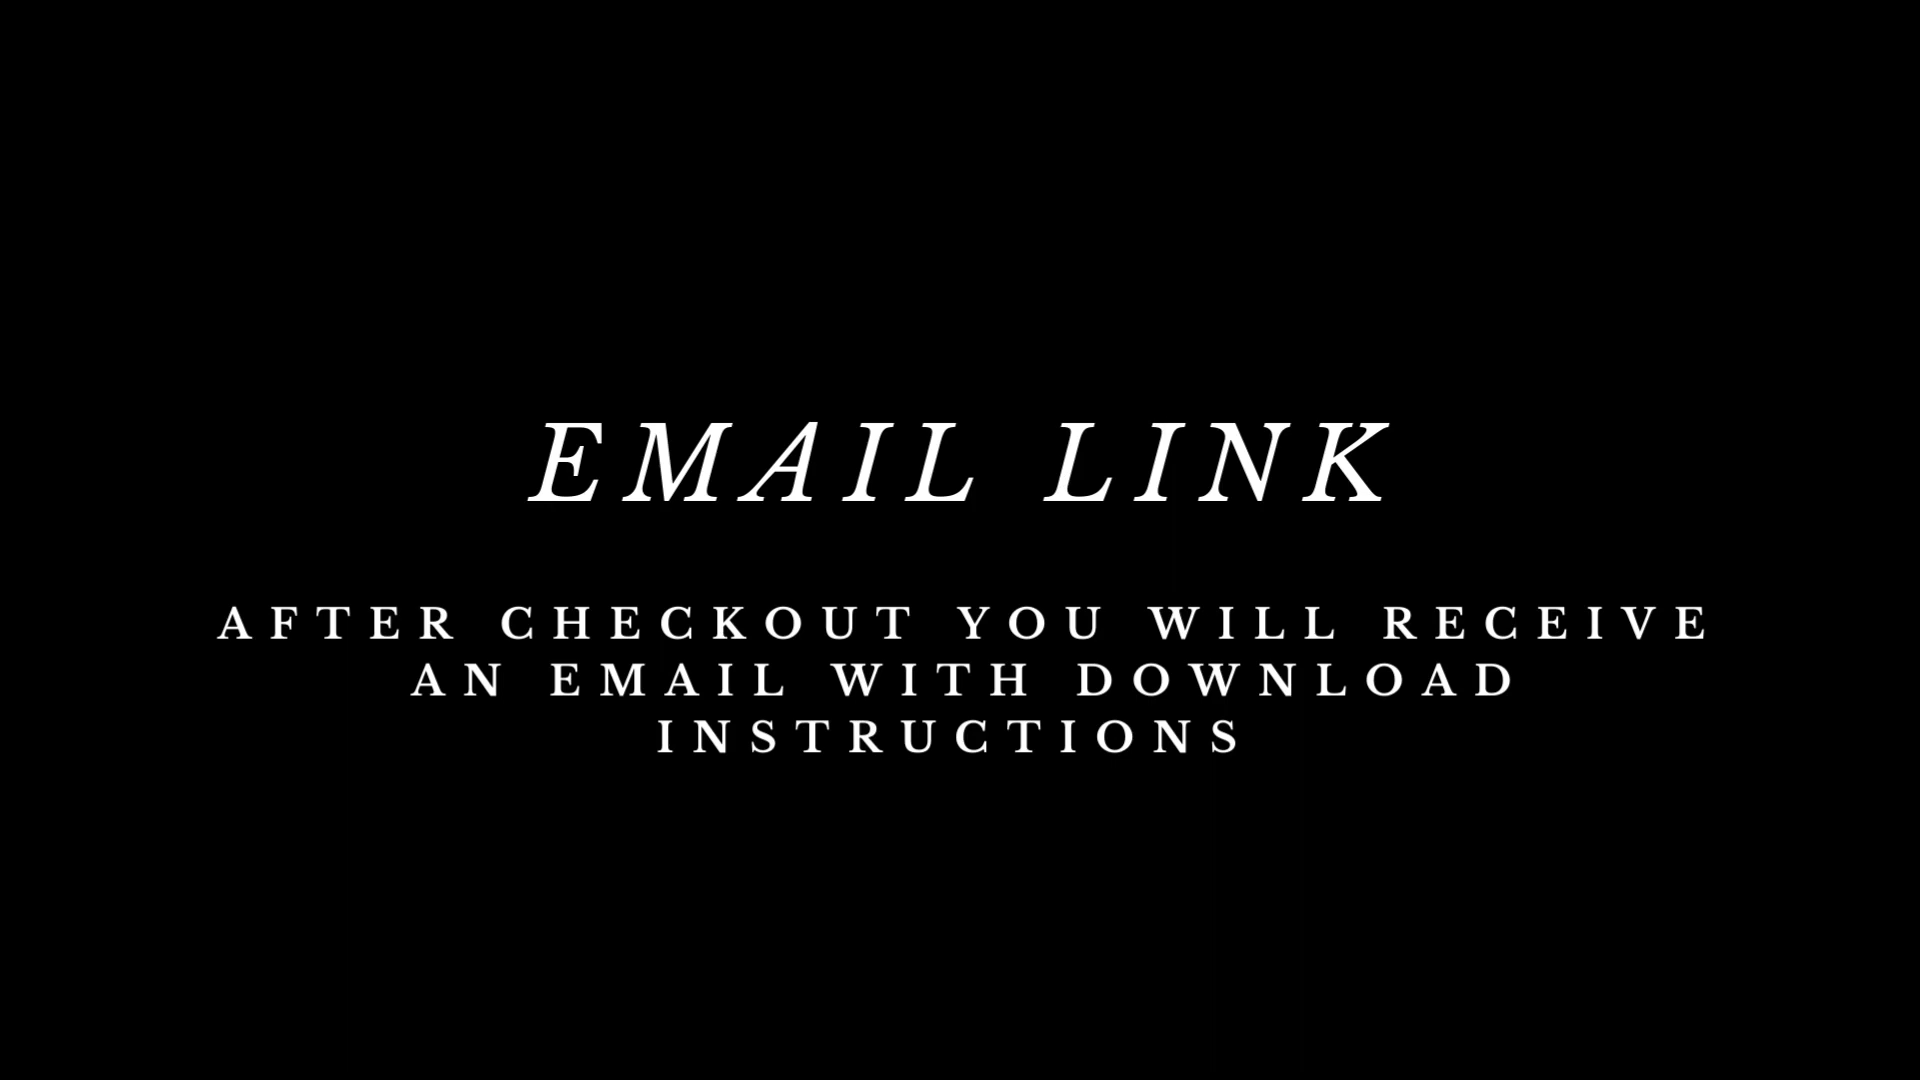 EMAIL LINK
AFTER CHECKOUT YOU WILL RECEIVE
AN EMAIL WITH DOWNLOAD
INSTRUCTIONS